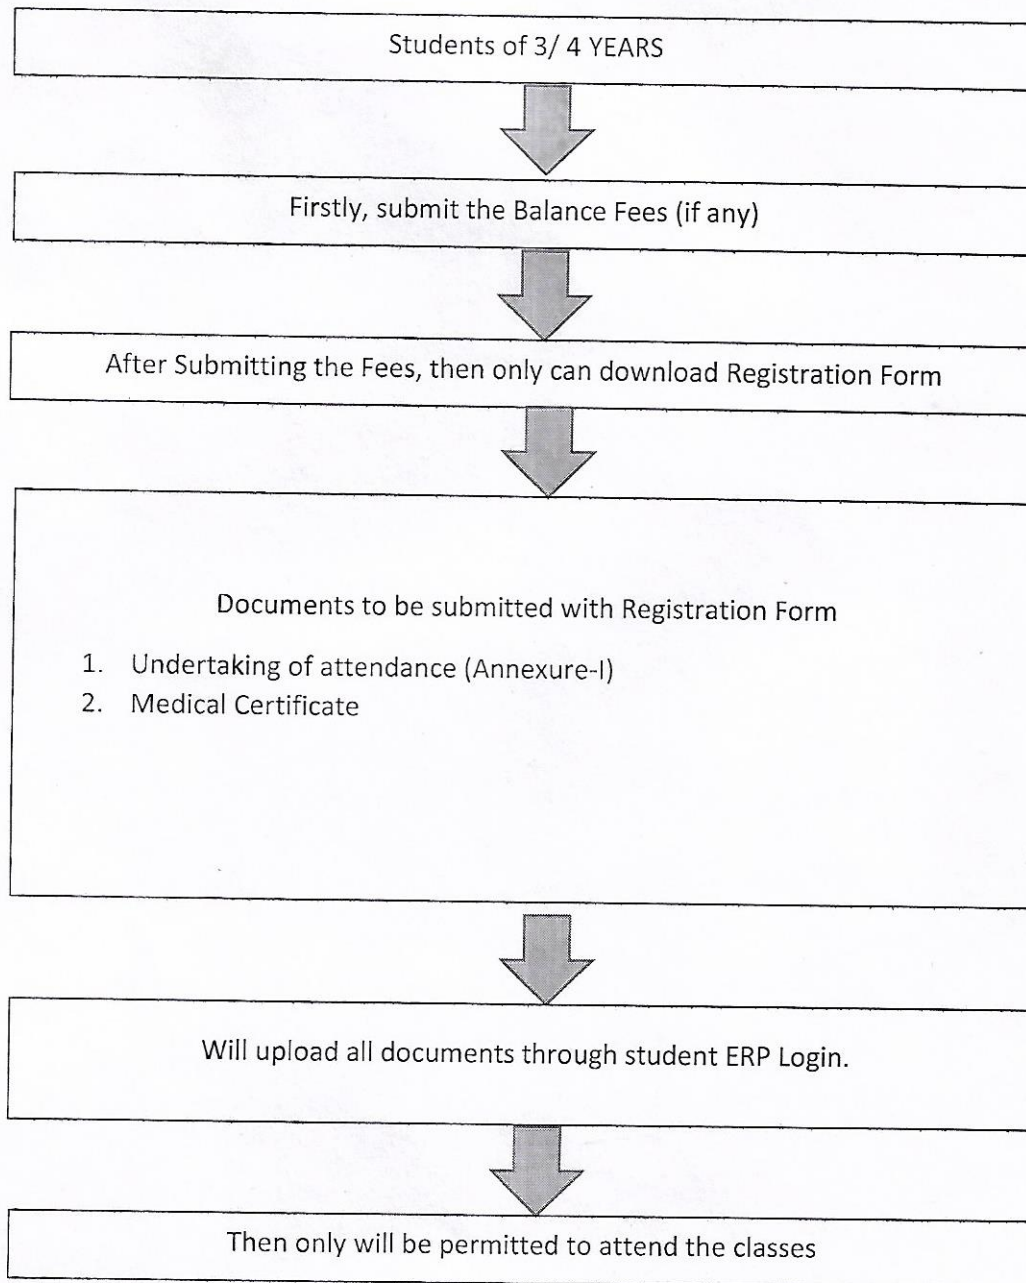 Students of 3/ 4 YEARS
Firstly, submit the Balance Fees (if any)
After Submitting the Fees, then only can download Registration Form
Documents to be submitted with Registration Form
1. Undertaking of attendance (Annexure-I)
2. Medical Certificate
Will upload all documents through student ERP Login.
Then only will be permitted to attend the classes